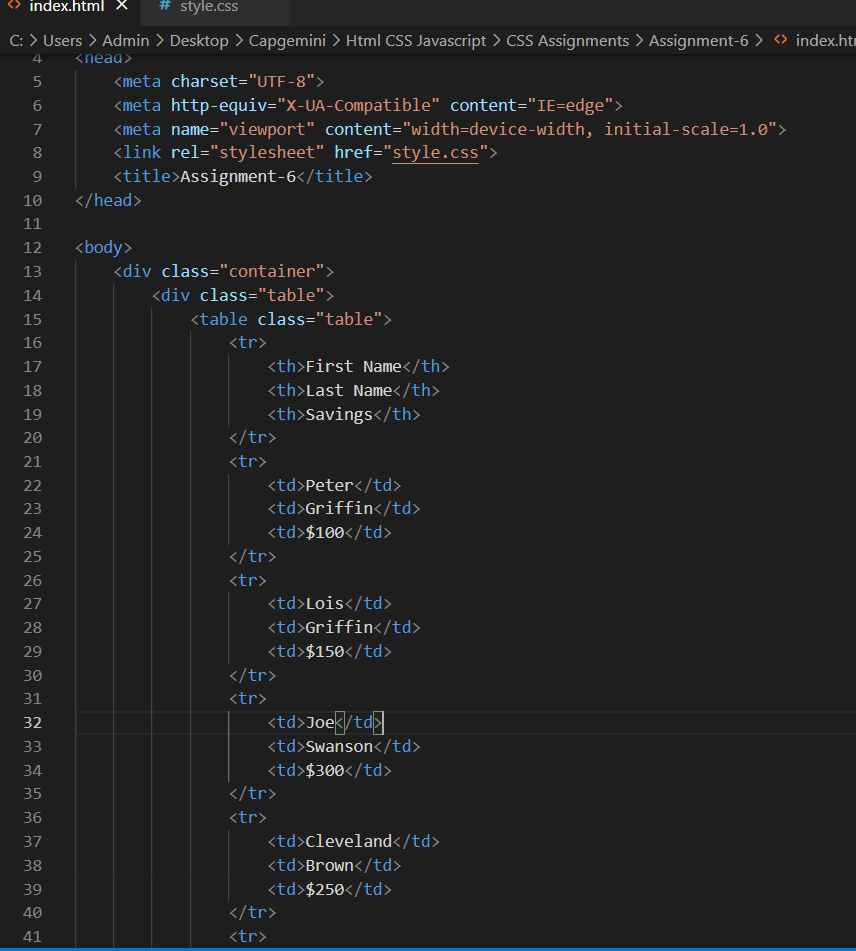 index.html × # style.css
C: > Users > Admin > Desktop > Capgemini > Html CSS Javascript > CSS Assignments > Assignment-6 > <> index.htm
4 <head>
5 <meta charset="UTF-8">
6 <meta http-equiv="X-UA-Compatible" content="IE=edge">
7 <meta name="viewport" content="width=device-width, initial-scale=1.0">
8 <link rel="stylesheet" href="style.css">
9 <title>Assignment-6</title>
10 </head>
11
12 <body>
13 <div class="container">
14 <div class="table">
15 <table class="table">
16 <tr>
17 <th>First Name</th>
18 <th>Last Name</th>
19 <th>Savings</th>
20 </tr>
21 <tr>
22 <td>Peter</td>
23 <td>Griffin</td>
24 <td>$100</td>
25 </tr>
26 <tr>
27 <td>Lois</td>
28 <td>Griffin</td>
29 <td>$150</td>
30 </tr>
31 <tr>
32 <td>Joe</td>
33 <td>Swanson</td>
34 <td>$300</td>
35 </tr>
36 <tr>
37 <td>Cleveland</td>
38 <td>Brown</td>
39 <td>$250</td>
40 </tr>
41 <tr>